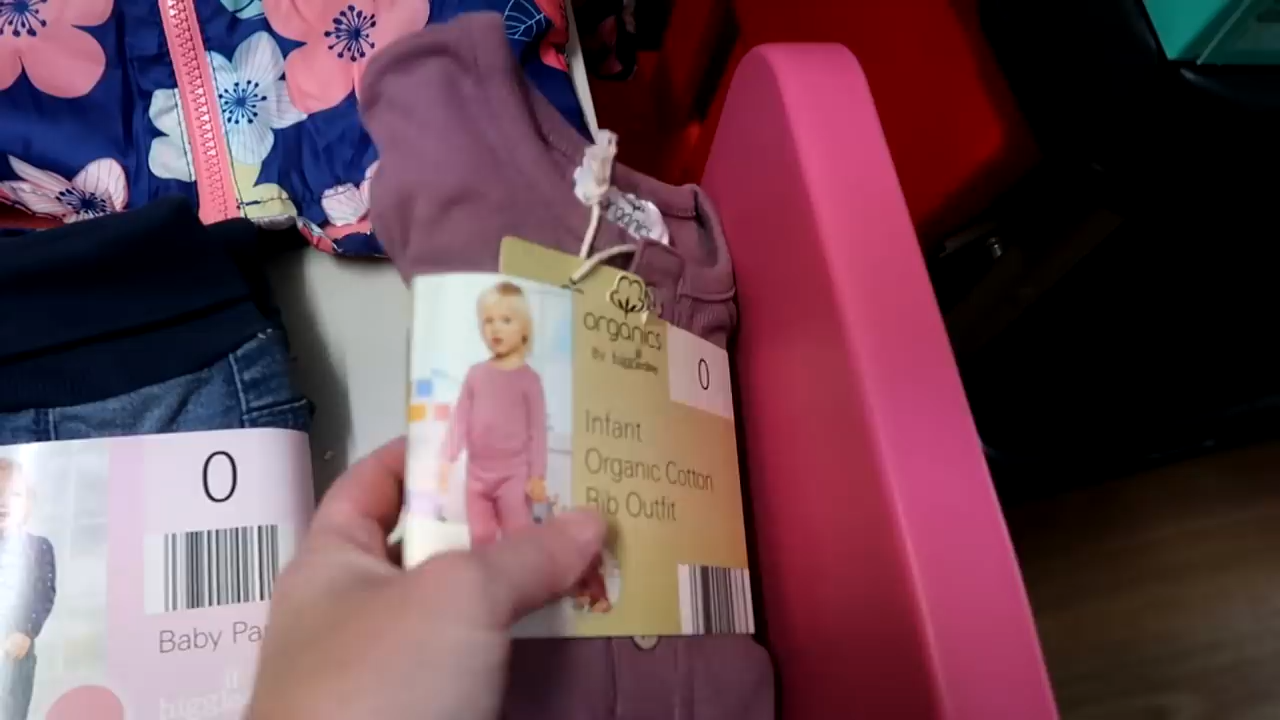 organics
By
0
Infant
Organic Cotton
Rib Outfit
0
Baby Pa